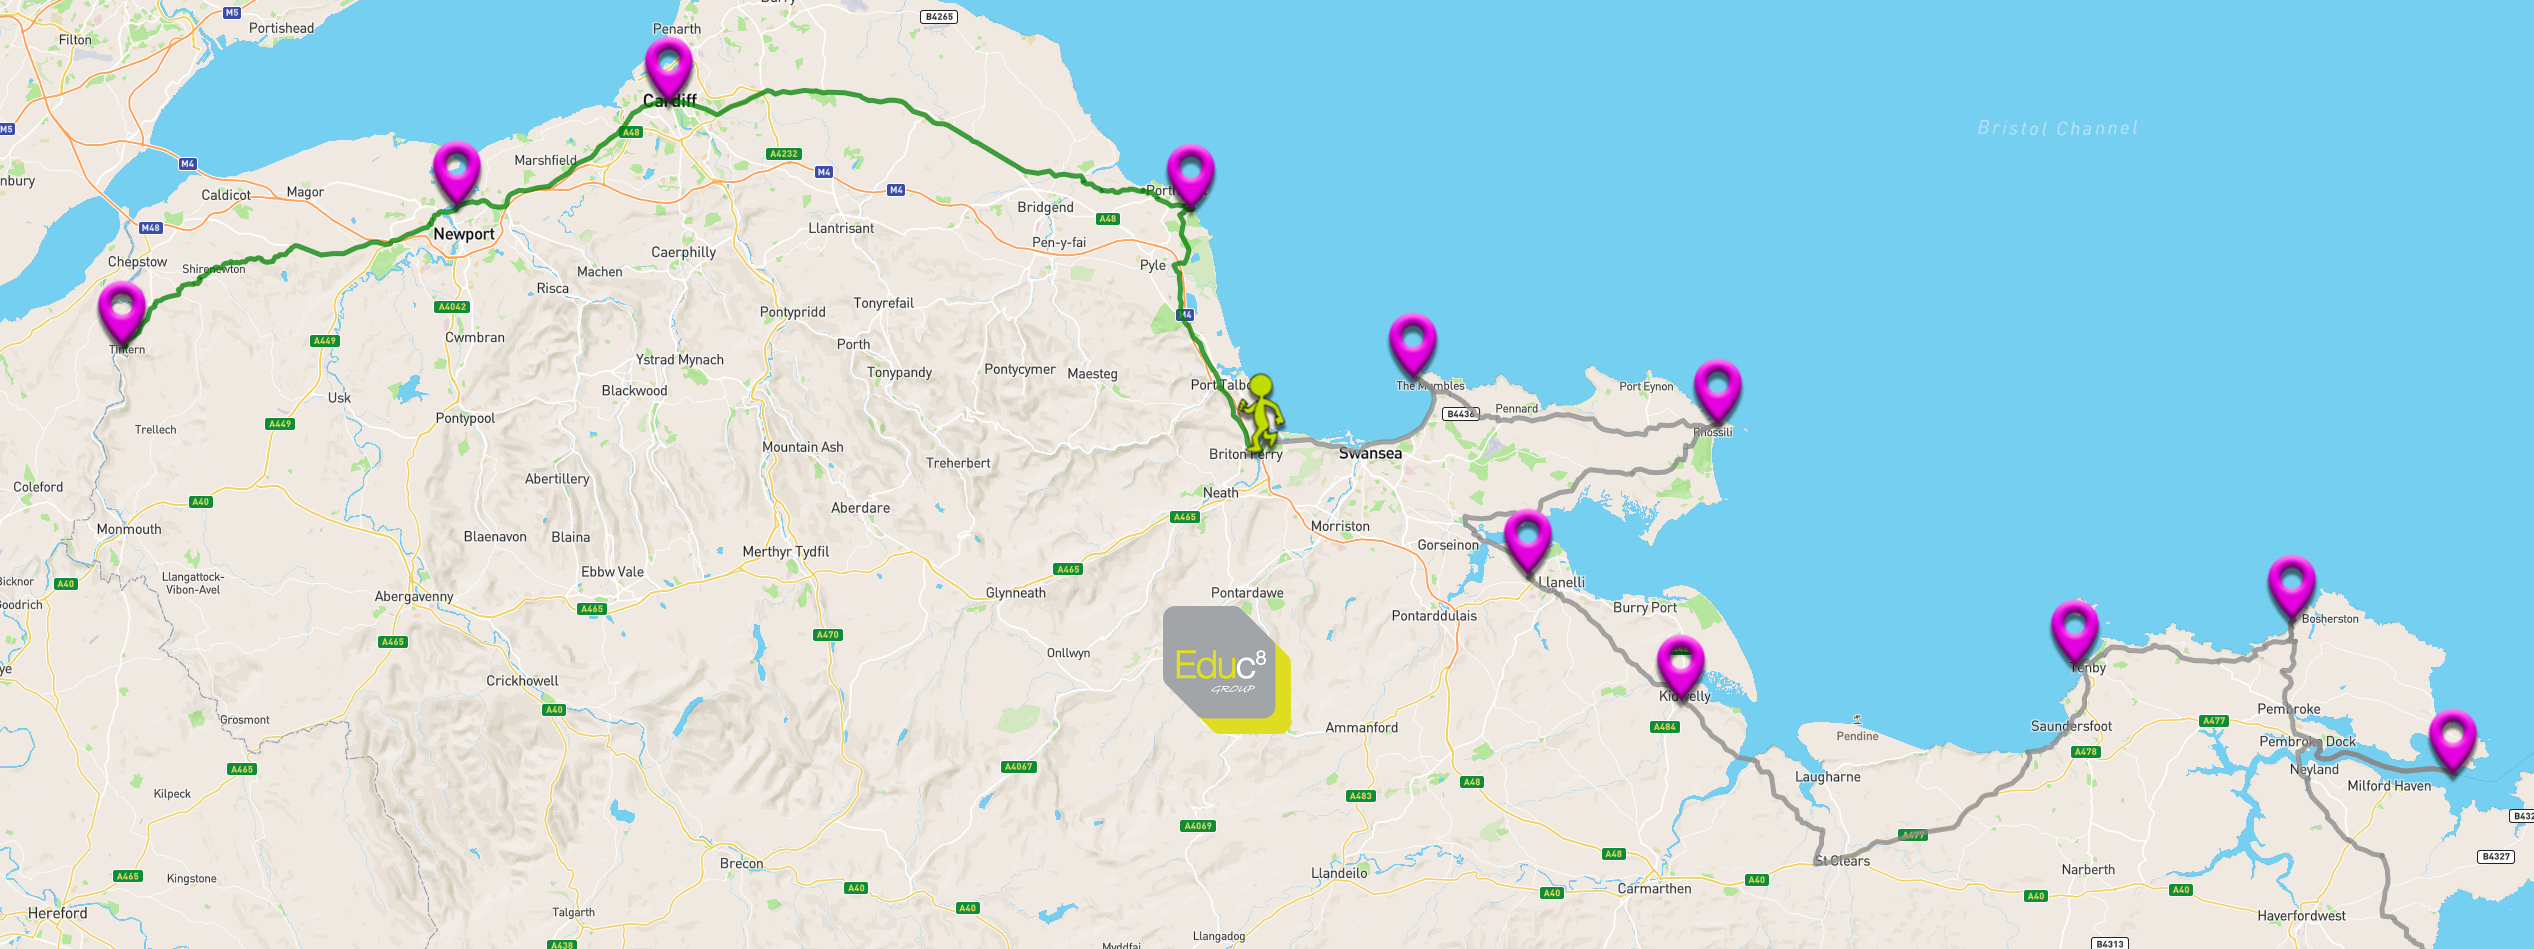 Barry
B4265
M5
Portishead
Penarth
Filton
Cardiff
M5
A48
Bristol Channel
A4232
Marshfield
M4
M4
M4
nbury
Caldicot
Magor
Porthcawl
Bridgend
A48
M48
Newport
Llantrisant
Pen-y-fai
Chepstow
Shirenewton
Caerphilly
Pyle
Machen
Risca
Tonyrefail
A4042
Pontypridd
M4
Cwmbran
A449
Porth
Tintern
Ystrad Mynach
Pontycymer
Tonypandy
Maesteg
Port Talbot
The Mumbles
Port Eynon
Blackwood
Usk
Pennard
B4436
Pontypool
A449
Trellech
Rhossili
Mountain Ash
Briton Ferry
Swansea
Treherbert
Abertillery
Coleford
Neath
A40
Aberdare
A465
Monmouth
Morriston
Blaenavon
Blaina
Gorseinon
Merthyr Tydfil
A465
Ebbw Vale
Llangattock-
Vibon-Avel
Bicknor
A40
Llanelli
Goodrich
Abergavenny
A465
Glynneath
Pontardawe
Burry Port
Pontarddulais
Bosherston
A465
A470
Onllwyn
Educ8
GROUP
ye
Tenby
Crickhowell
Kidwelly
A40
Grosmont
Pembroke
A477
Ammanford
A484
Saundersfoot
Pendine
Pembroke Dock
A478
A465
A4067
Neyland
Laugharne
A48
Milford Haven
Kilpeck
A483
B432
A4069
A477
A48
B4327
St Clears
Brecon
A465
Kingstone
Llandeilo
Narberth
A40
Carmarthen
A40
A40
A40
A40
A40
Hereford
Talgarth
Haverfordwest
Llangadog
A438
Myddfai
B4313